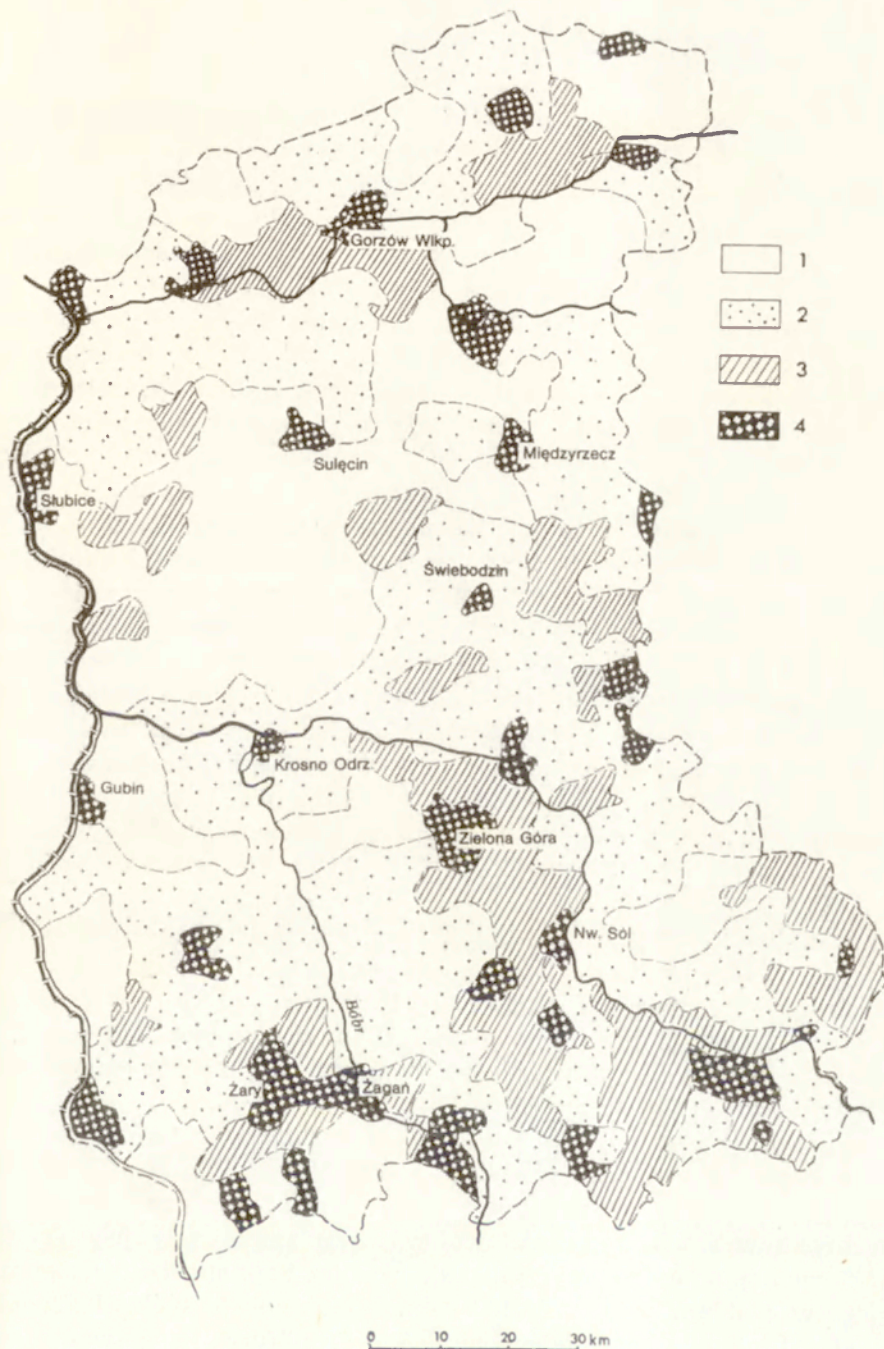 Gorzów Wlkp.
1
2
3
4
Sulęcin
Międzyrzecz
Słubice
Świebodzin
Krosno Odrz.
Gubin
Zielona Góra
Nw. Sól
Bóbr
Żary
Żagań
0 10 20 30 km